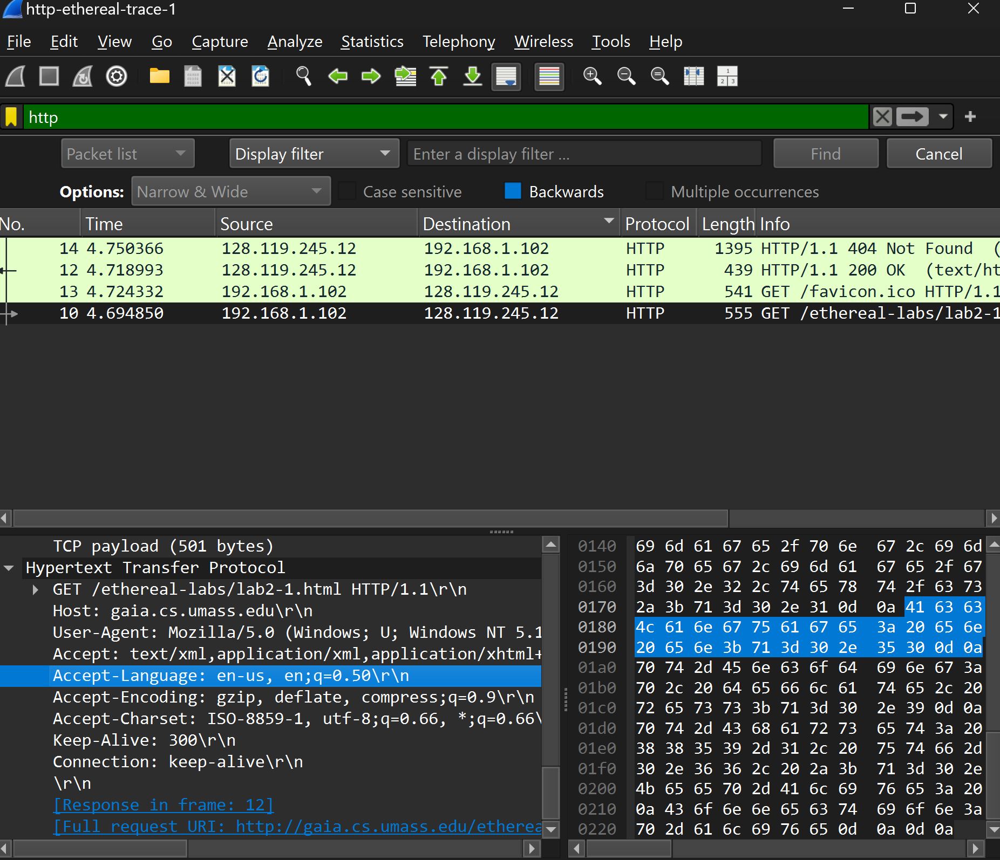 http-ethereal-trace-1
File Edit View Go Capture Analyze Statistics Telephony Wireless Tools Help
http
Packet list Display filter Enter a display filter ... Find Cancel
Options: Narrow & Wide Case sensitive Backwards Multiple occurrences
No. Time Source Destination Protocol Length Info
14 4.750366 128.119.245.12 192.168.1.102 HTTP 1395 HTTP/1.1 404 Not Found (
12 4.718993 128.119.245.12 192.168.1.102 HTTP 439 HTTP/1.1 200 OK (text/ht
13 4.724332 192.168.1.102 128.119.245.12 HTTP 541 GET /favicon.ico HTTP/1.1
10 4.694850 192.168.1.102 128.119.245.12 HTTP 555 GET /ethereal-labs/lab2-1
TCP payload (501 bytes)
Hypertext Transfer Protocol
GET /ethereal-labs/lab2-1.html HTTP/1.1\r\n
Host: gaia.cs.umass.edu\r\n
User-Agent: Mozilla/5.0 (Windows; U; Windows NT 5.1
Accept: text/xml,application/xml,application/xhtml+
Accept-Language: en-us, en;q=0.50\r\n
Accept-Encoding: gzip, deflate, compress;q=0.9\r\n
Accept-Charset: ISO-8859-1, utf-8;q=0.66, *;q=0.66\
Keep-Alive: 300\r\n
Connection: keep-alive\r\n
\r\n
[Response in frame: 12]
[Full request URI: http://gaia.cs.umass.edu/etherea
0140 69 6d 61 67 65 2f 70 6e 67 2c 69 6d
0150 6a 70 65 67 2c 69 6d 61 67 65 2f 67
0160 3d 30 2e 32 2c 74 65 78 74 2f 63 73
0170 2a 3b 71 3d 30 2e 31 0d 0a 41 63 63
0180 4c 61 6e 67 75 61 67 65 3a 20 65 6e
0190 20 65 6e 3b 71 3d 30 2e 35 30 0d 0a
01a0 70 74 2d 45 6e 63 6f 64 69 6e 67 3a
01b0 70 2c 20 64 65 66 6c 61 74 65 2c 20
01c0 72 65 73 73 3b 71 3d 30 2e 39 0d 0a
01d0 70 74 2d 43 68 61 72 73 65 74 3a 20
01e0 38 38 35 39 2d 31 2c 20 75 74 66 2d
01f0 30 2e 36 36 2c 20 2a 3b 71 3d 30 2e
0200 4b 65 65 70 2d 41 6c 69 76 65 3a 20
0210 0a 43 6f 6e 6e 65 63 74 69 6f 6e 3a
0220 70 2d 61 6c 69 76 65 0d 0a 0d 0a